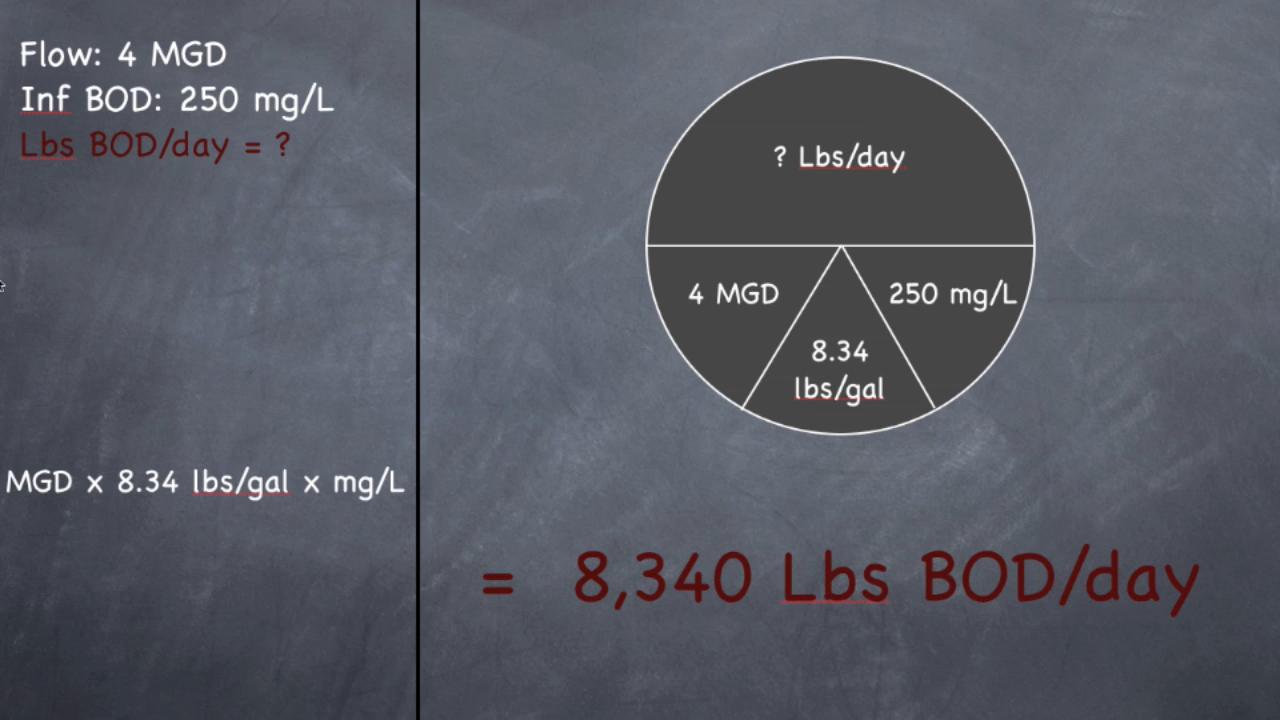 Flow: 4 MGD
Inf BOD: 250 mg/L
Lbs BOD/day = ?
MGD x 8.34 lbs/gal x mg/L
? Lbs/day
4 MGD
250 mg/L
8.34
lbs/gal
= 8,340 Lbs BOD/day